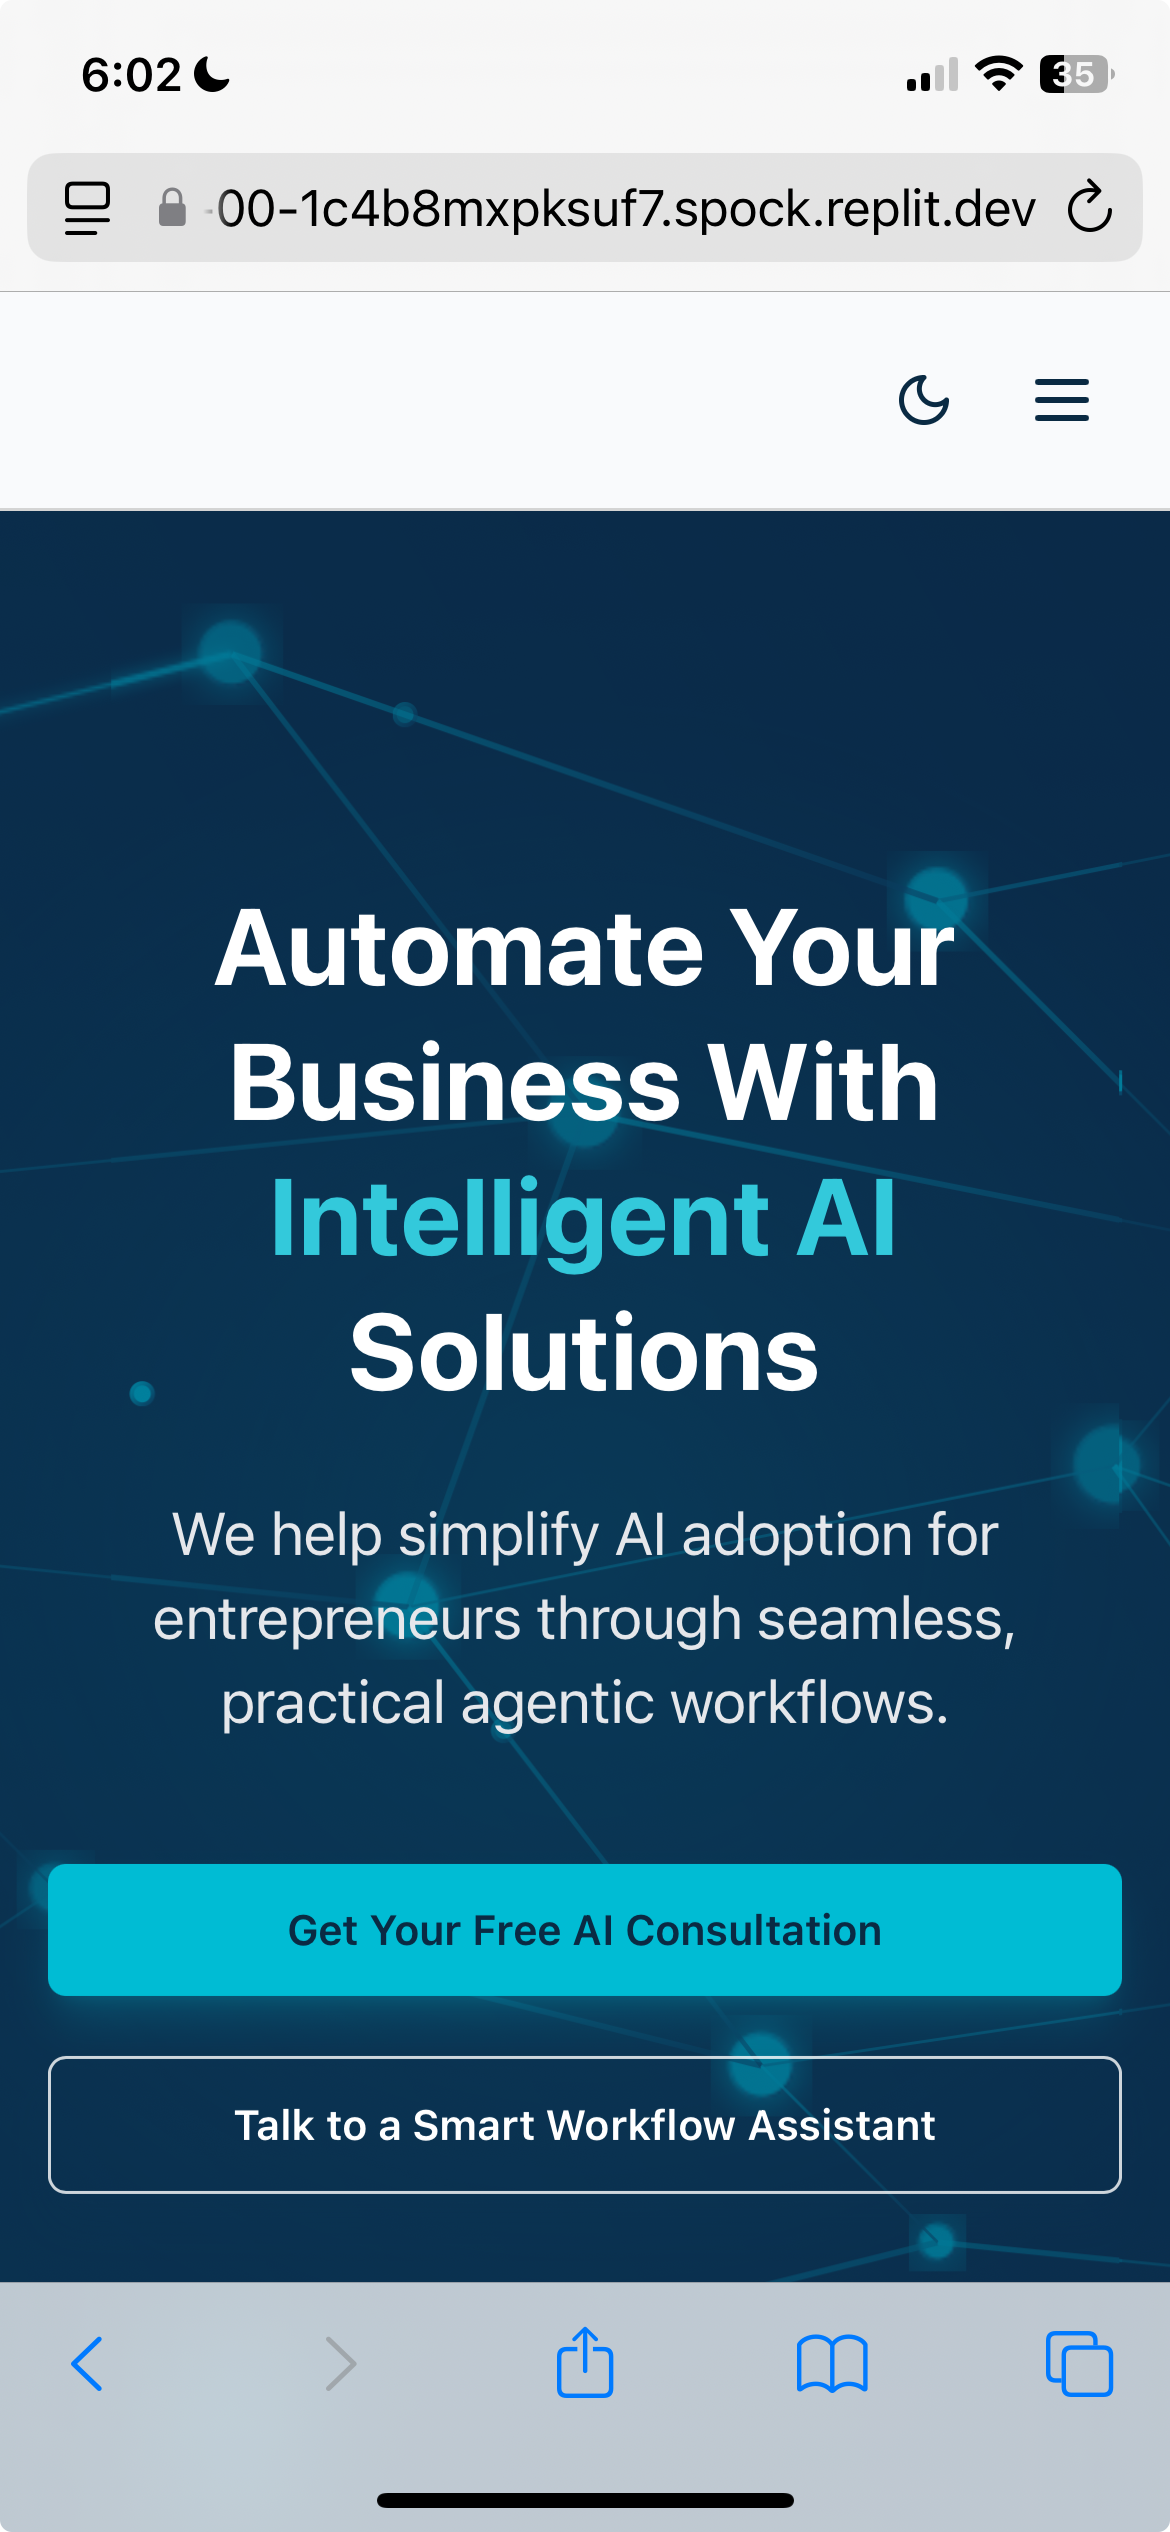 6:02
35
-00-1c4b8mxpksuf7.spock.replit.dev
Automate Your
Business With
Intelligent AI
Solutions
We help simplify AI adoption for
entrepreneurs through seamless,
practical agentic workflows.
Get Your Free AI Consultation
Talk to a Smart Workflow Assistant